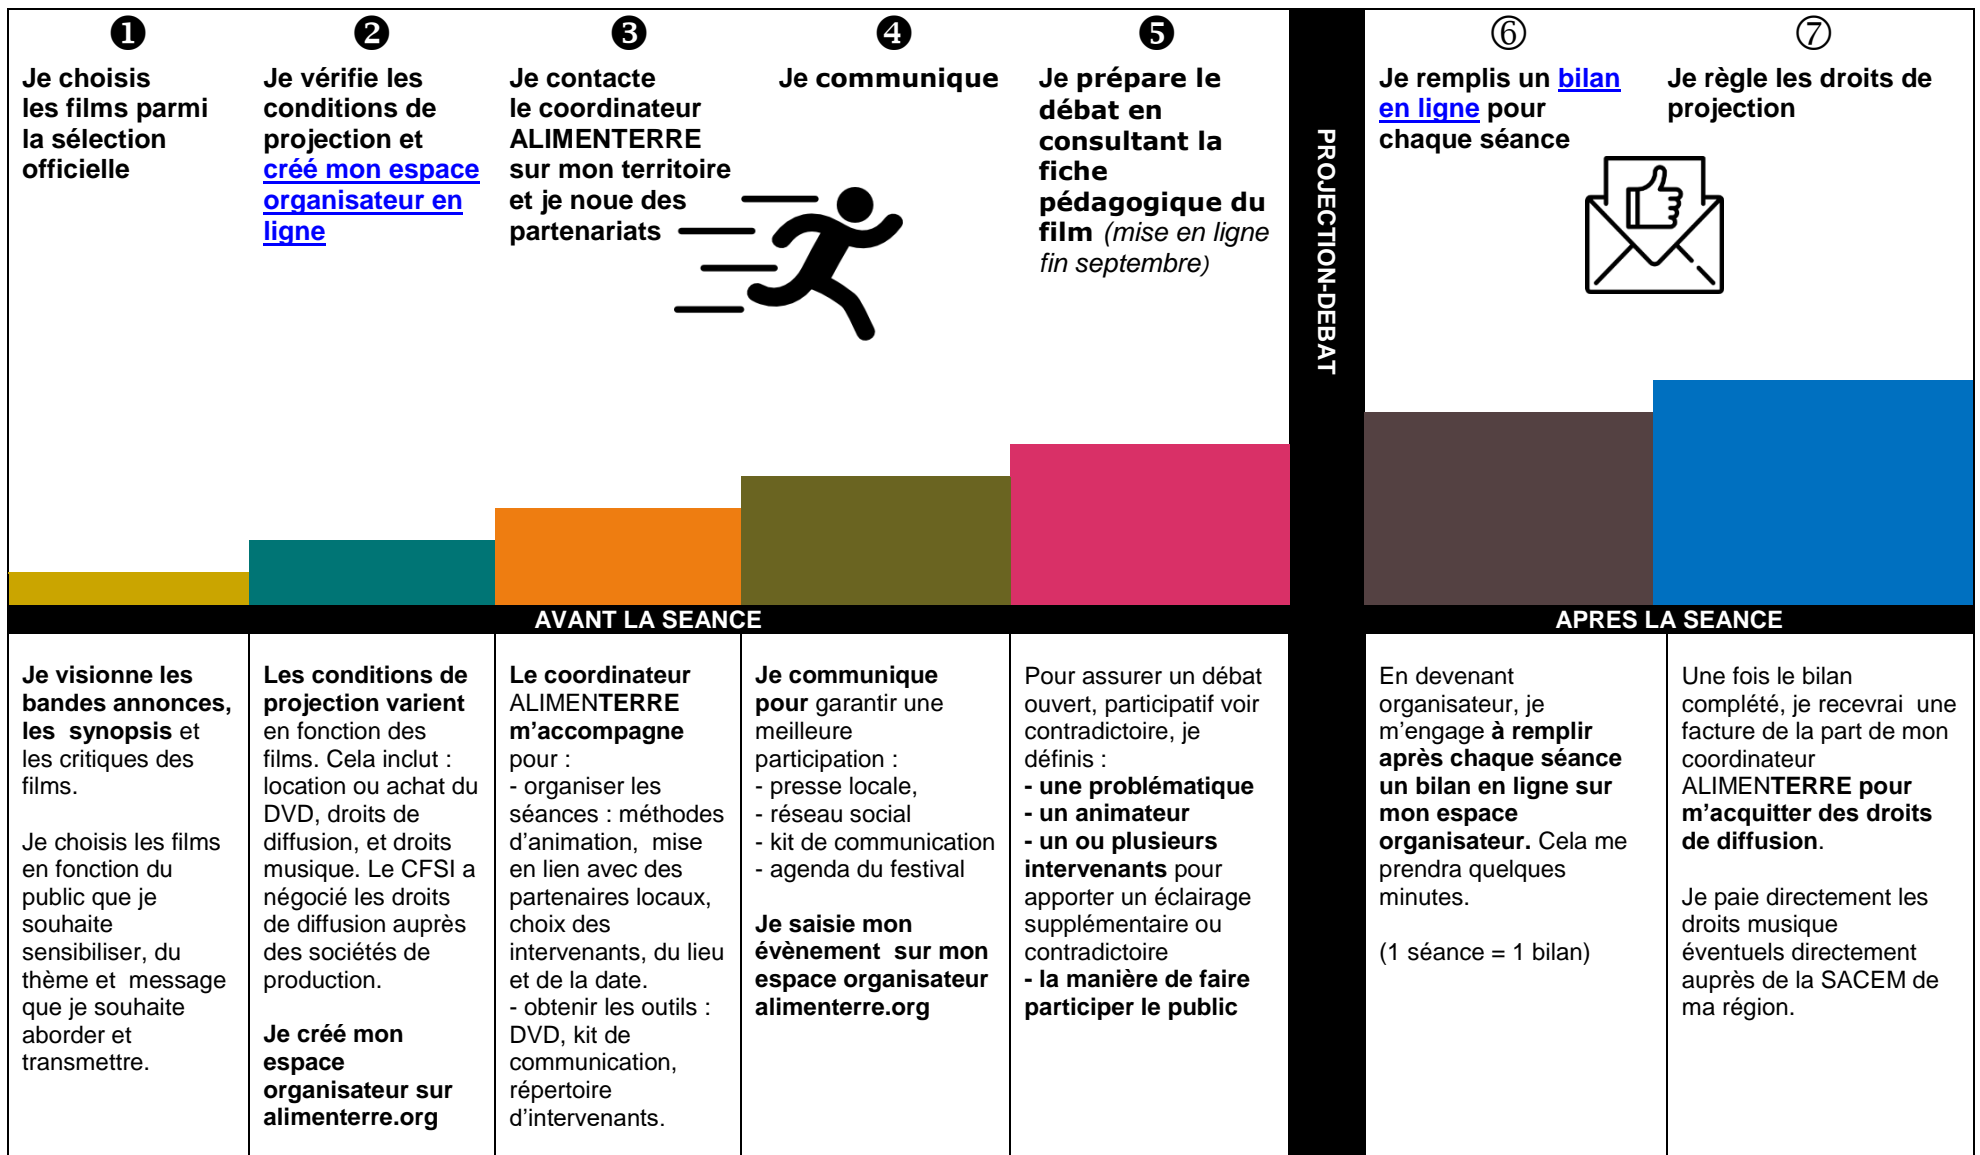 ❶
Je choisis
les films parmi
la sélection
officielle
❷
Je vérifie les
conditions de
projection et
créé mon espace
organisateur en
ligne
❸
Je contacte
le coordinateur
ALIMENTERRE
sur mon territoire
et je noue des
partenariats
❹
Je communique
❺
Je prépare le
débat en
consultant la
fiche
pédagogique du
film (mise en ligne
fin septembre)
PROJECTION-DEBAT
⑥
Je remplis un bilan
en ligne pour
chaque séance
⑦
Je règle les droits de
projection
AVANT LA SEANCE
APRES LA SEANCE
Je visionne les
bandes annonces,
les synopsis et
les critiques des
films.
Je choisis les films
en fonction du
public que je
souhaite
sensibiliser, du
thème et message
que je souhaite
aborder et
transmettre.
Les conditions de
projection varient
en fonction des
films. Cela inclut :
location ou achat du
DVD, droits de
diffusion, et droits
musique. Le CFSI a
négocié les droits
de diffusion auprès
des sociétés de
production.
Je créé mon
espace
organisateur sur
alimenterre.org
Le coordinateur
ALIMENTERRE
m’accompagne
pour :
- organiser les
séances : méthodes
d’animation, mise
en lien avec des
partenaires locaux,
choix des
intervenants, du lieu
et de la date.
- obtenir les outils :
DVD, kit de
communication,
répertoire
d’intervenants.
Je communique
pour garantir une
meilleure
participation :
- presse locale,
- réseau social
- kit de communication
- agenda du festival
Je saisie mon
évènement sur mon
espace organisateur
alimenterre.org
Pour assurer un débat
ouvert, participatif voir
contradictoire, je
définis :
- une problématique
- un animateur
- un ou plusieurs
intervenants pour
apporter un éclairage
supplémentaire ou
contradictoire
- la manière de faire
participer le public
En devenant
organisateur, je
m’engage à remplir
après chaque séance
un bilan en ligne sur
mon espace
organisateur. Cela me
prendra quelques
minutes.
(1 séance = 1 bilan)
Une fois le bilan
complété, je recevrai une
facture de la part de mon
coordinateur
ALIMENTERRE pour
m’acquitter des droits
de diffusion.
Je paie directement les
droits musique
éventuels directement
auprès de la SACEM de
ma région.